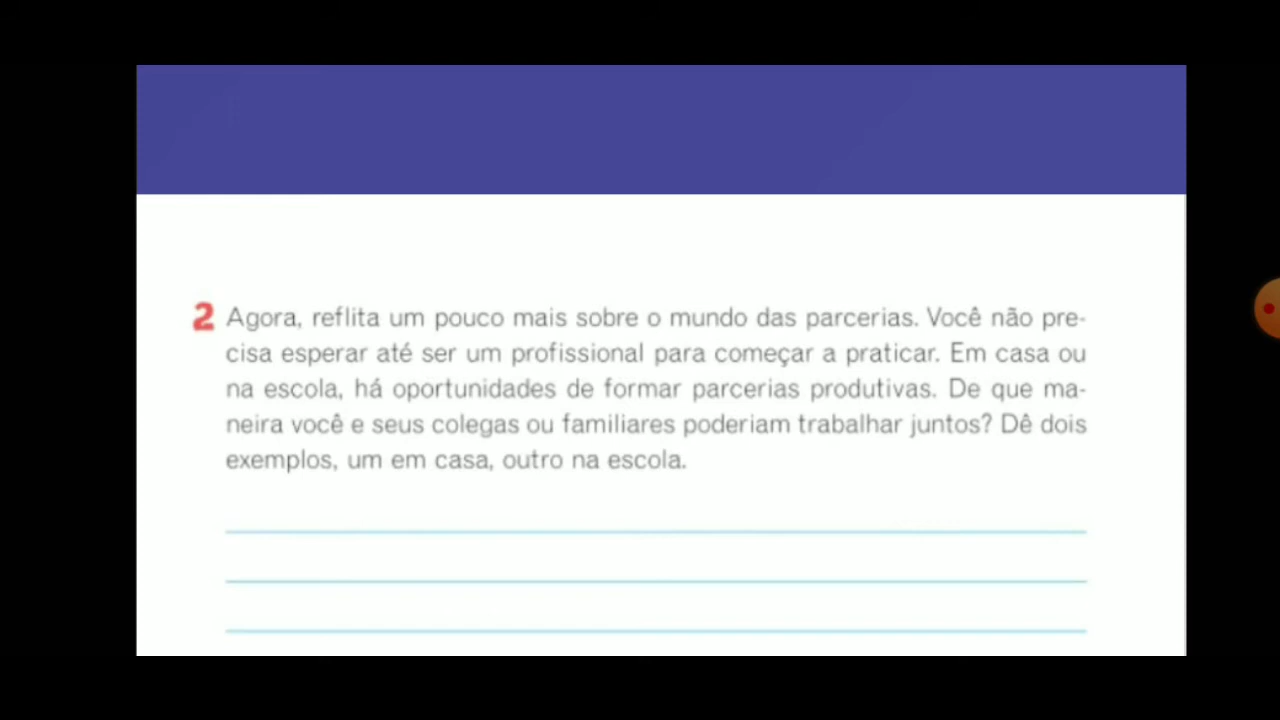 2 Agora, reflita um pouco mais sobre o mundo das parcerias. Você não pre-
cisa esperar até ser um profissional para começar a praticar. Em casa ou
na escola, há oportunidades de formar parcerias produtivas. De que ma-
neira você e seus colegas ou familiares poderiam trabalhar juntos? Dê dois
exemplos, um em casa, outro na escola.